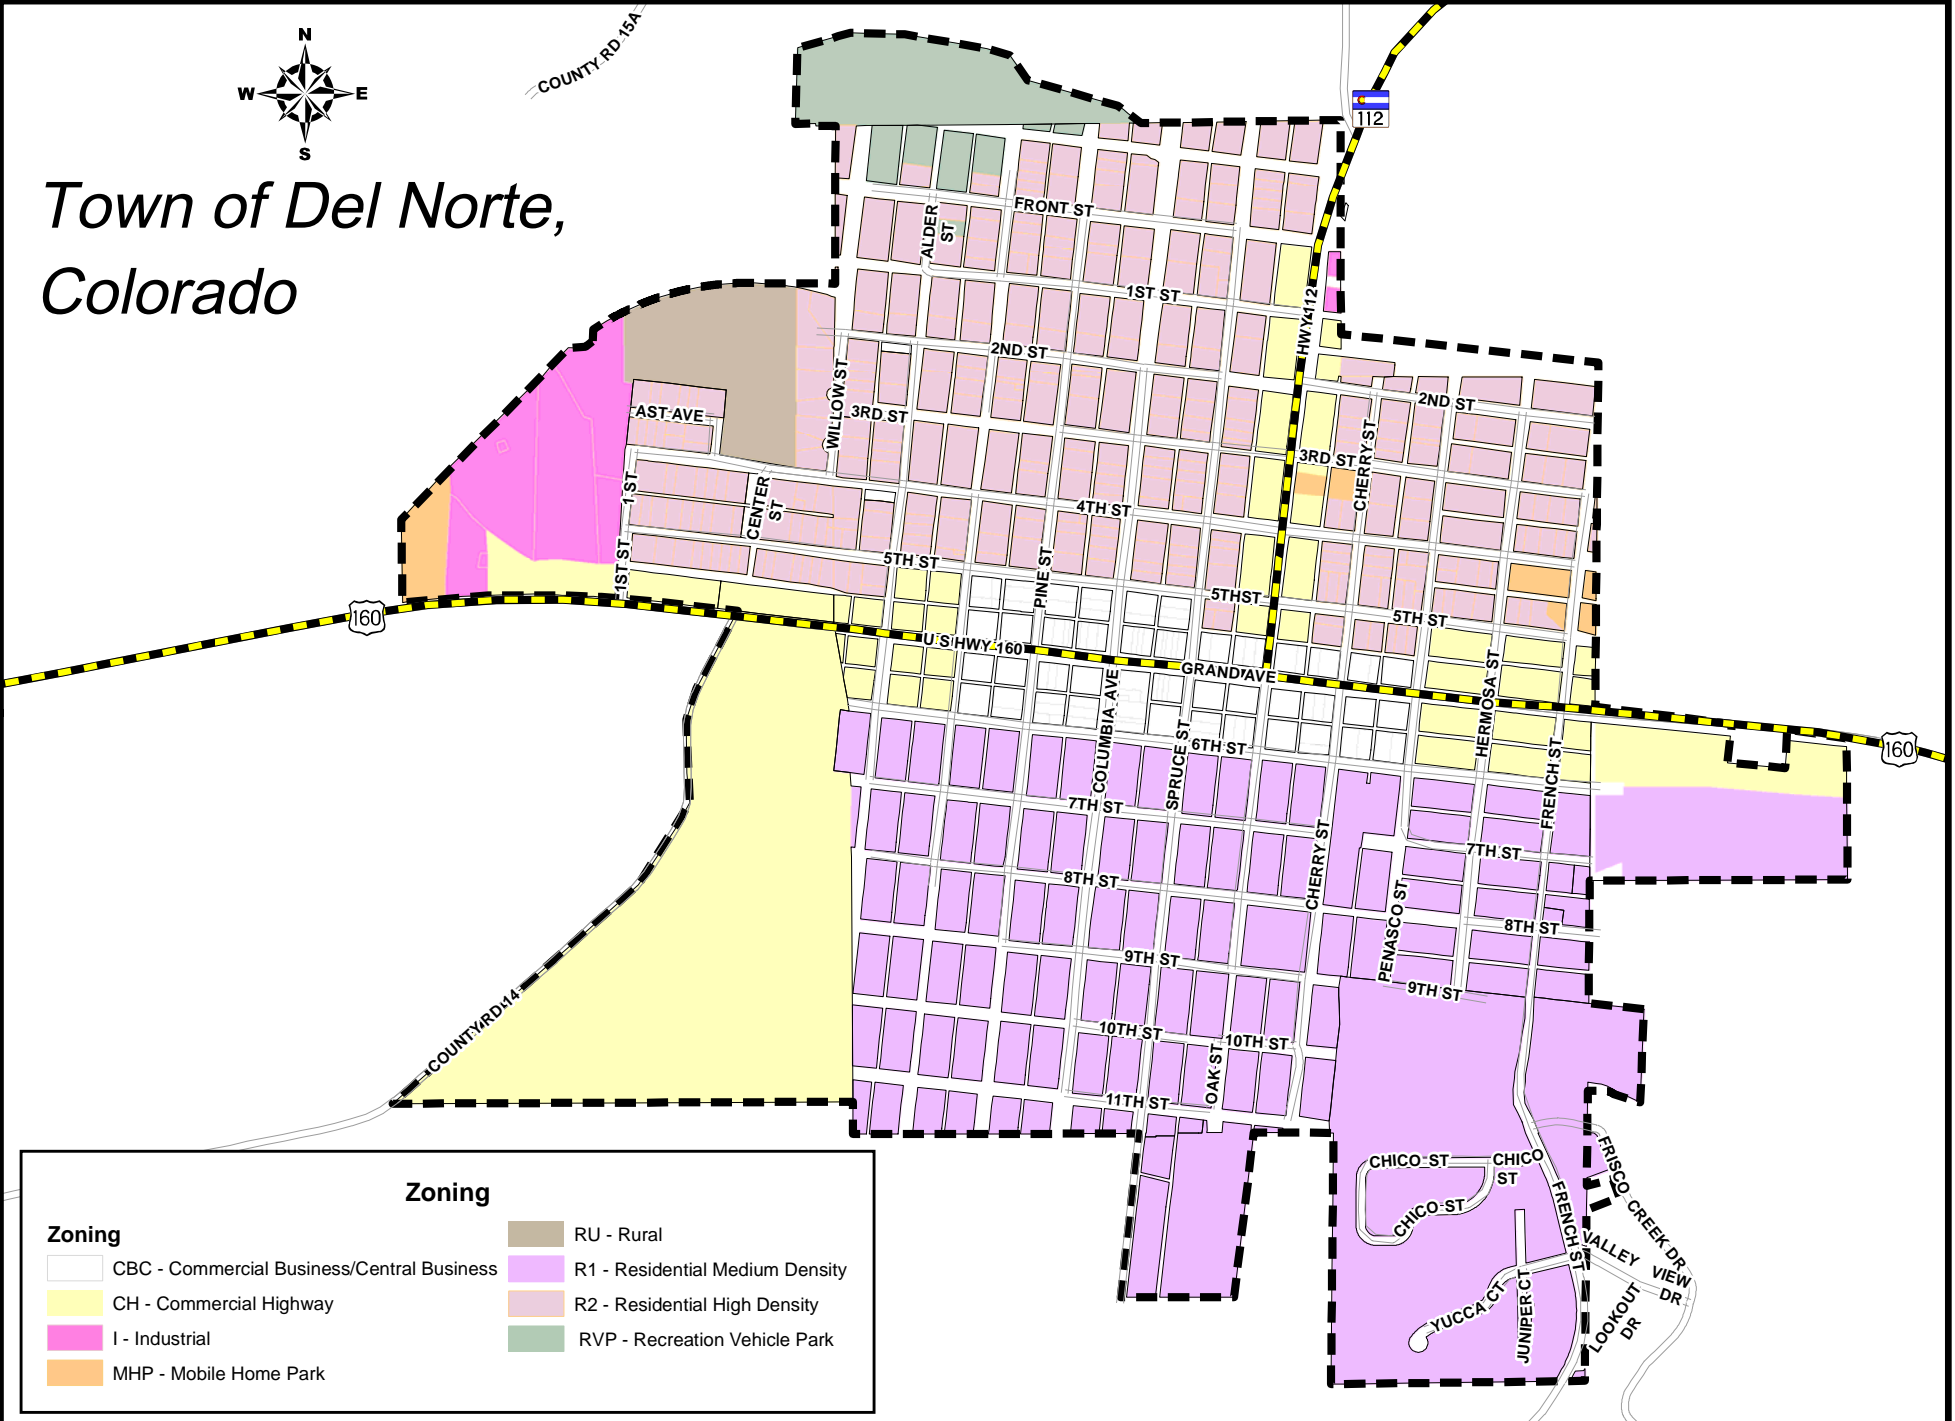 COUNTY RD 15A
N
W
E
S
112
Town of Del Norte,
Colorado
FRONT ST
ALDER
ST
1ST ST
HWY 112
2ND ST
WILLOW ST
3RD ST
AST AVE
2ND ST
3RD ST
CHERRY ST
1 ST
CENTER
ST
4TH ST
1ST ST
5TH ST
PINE ST
5THST
5TH ST
160
U S HWY 160
GRAND AVE
HERMOSA ST
COLUMBIA AVE
SPRUCE ST
6TH ST
FRENCH ST
160
7TH ST
CHERRY ST
7TH ST
8TH ST
PENASCO ST
8TH ST
9TH ST
9TH ST
COUNTY RD 14
10TH ST
10TH ST
OAK ST
11TH ST
CHICO ST
CHICO
ST
CHICO ST
FRISCO CREEK DR
FRENCH ST
VALLEY VIEW
DR
YUCCA CT
JUNIPER CT
LOOKOUT
DR
Zoning
Zoning
CBC - Commercial Business/Central Business
CH - Commercial Highway
I - Industrial
MHP - Mobile Home Park
RU - Rural
R1 - Residential Medium Density
R2 - Residential High Density
RVP - Recreation Vehicle Park